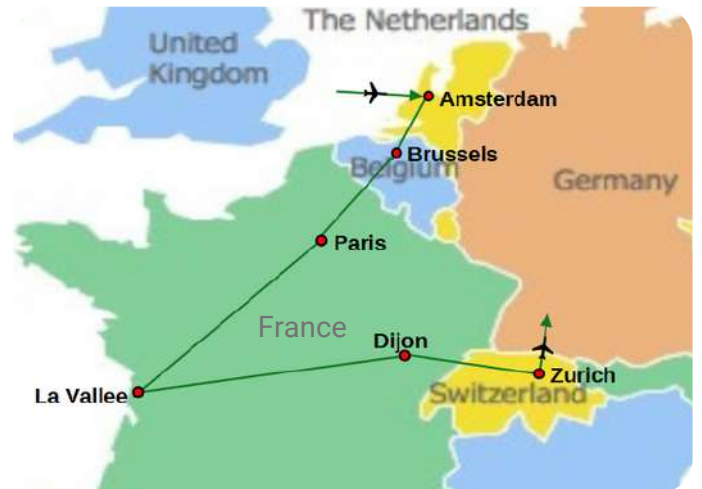 The Netherlands
United
Kingdom
Amsterdam
Brussels
Belgium
Germany
Paris
France
Dijon
Zurich
La Vallee
Switzerland